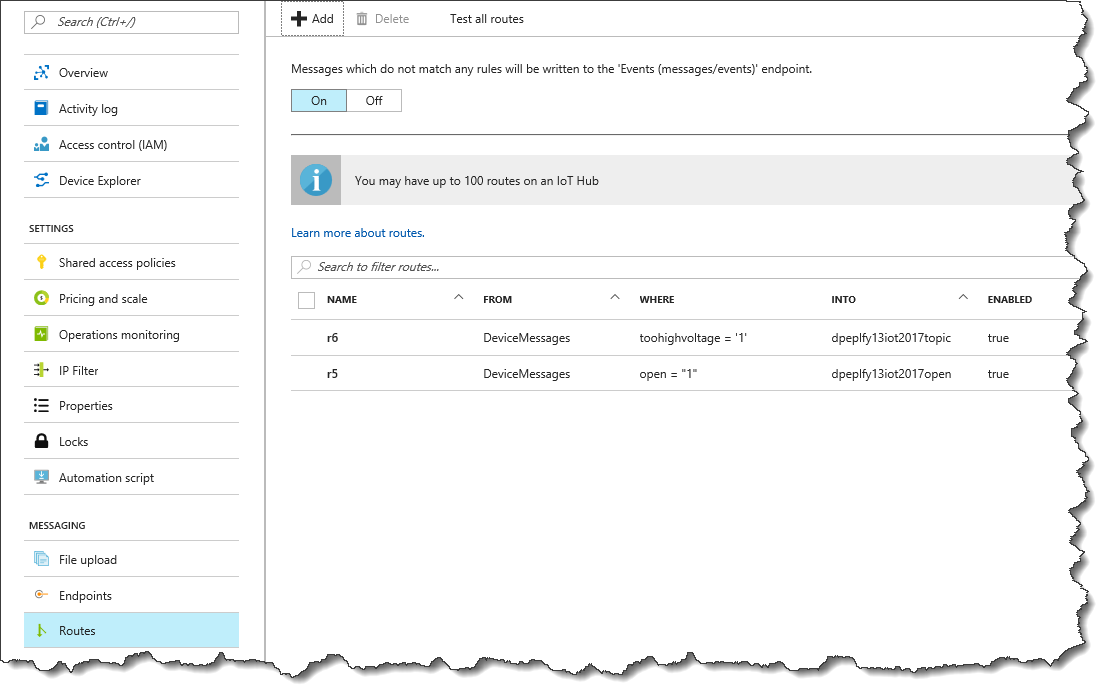 Search (Ctrl+/)
Overview
Activity log
Access control (IAM)
Device Explorer
SETTINGS
Shared access policies
Pricing and scale
Operations monitoring
IP Filter
Properties
Locks
Automation script
MESSAGING
File upload
Endpoints
Routes
Add Delete Test all routes
Messages which do not match any rules will be written to the 'Events (messages/events)' endpoint.
On Off
You may have up to 100 routes on an IoT Hub
Learn more about routes.
Search to filter routes...
NAME FROM WHERE INTO ENABLED
r6 DeviceMessages toohighvoltage = '1' dpeplfy13iot2017topic true
r5 DeviceMessages open = "1" dpeplfy13iot2017open true